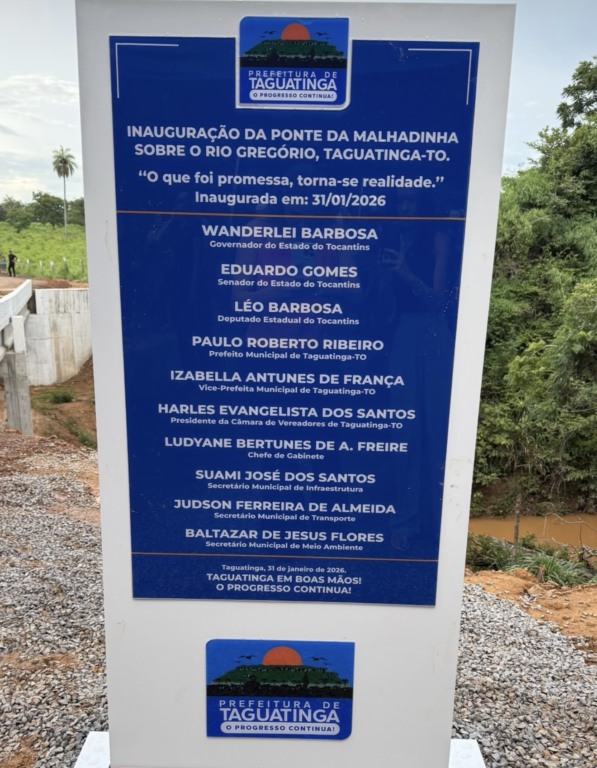 PREFEITURA DE
TAGUATINGA
O PROGRESSO CONTINUA!
INAUGURAÇÃO DA PONTE DA MALHADINHA
SOBRE O RIO GREGÓRIO, TAGUATINGA-TO.
“O que foi promessa, torna-se realidade.”
Inaugurada em: 31/01/2026
WANDERLEI BARBOSA
Governador do Estado do Tocantins
EDUARDO GOMES
Senador do Estado do Tocantins
LÉO BARBOSA
Deputado Estadual do Tocantins
PAULO ROBERTO RIBEIRO
Prefeito Municipal de Taguatinga-TO
IZABELLA ANTUNES DE FRANÇA
Vice-Prefeita Municipal de Taguatinga-TO
HARLES EVANGELISTA DOS SANTOS
Presidente da Câmara de Vereadores de Taguatinga-TO
LUDYANE BERTUNES DE A. FREIRE
Chefe de Gabinete
SUAMI JOSÉ DOS SANTOS
Secretário Municipal de Infraestrutura
JUDSON FERREIRA DE ALMEIDA
Secretário Municipal de Transporte
BALTAZAR DE JESUS FLORES
Secretário Municipal de Meio Ambiente
Taguatinga, 31 de janeiro de 2026.
TAGUATINGA EM BOAS MÃOS!
O PROGRESSO CONTINUA!
PREFEITURA DE
TAGUATINGA
O PROGRESSO CONTINUA!